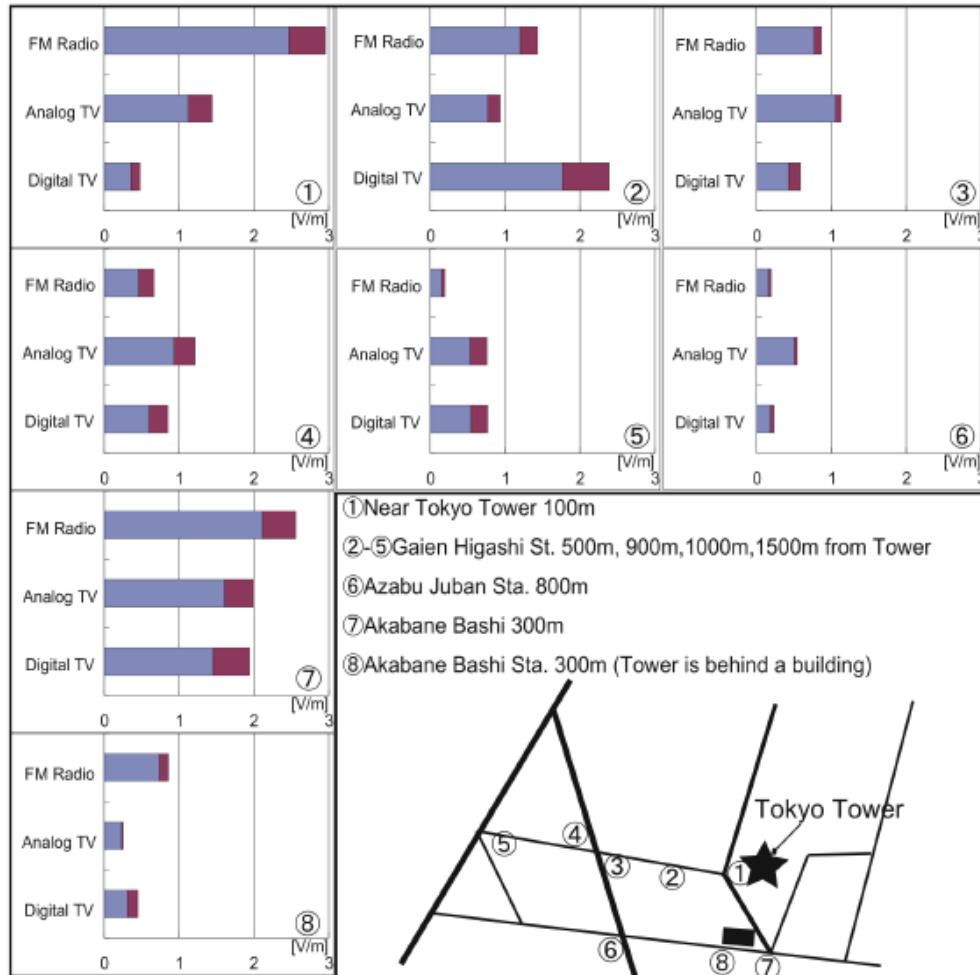 FM Radio
Analog TV
Digital TV
①
[V/m]
0 1 2 3
FM Radio
Analog TV
Digital TV
②
[V/m]
0 1 2 3
FM Radio
Analog TV
Digital TV
③
[V/m]
0 1 2 3
FM Radio
Analog TV
Digital TV
④
[V/m]
0 1 2 3
FM Radio
Analog TV
Digital TV
⑤
[V/m]
0 1 2 3
FM Radio
Analog TV
Digital TV
⑥
[V/m]
0 1 2 3
FM Radio
Analog TV
Digital TV
⑦
0 1 2 3
FM Radio
Analog TV
Digital TV
⑧
[V/m]
0 1 2 3
①Near Tokyo Tower 100m
②-⑤Gaien Higashi St. 500m, 900m,1000m,1500m from Tower
⑥Azabu Juban Sta. 800m
⑦Akabane Bashi 300m
⑧Akabane Bashi Sta. 300m (Tower is behind a building)
Tokyo Tower
⑤ ④ ③ ② ①
⑥ ⑧ ⑦